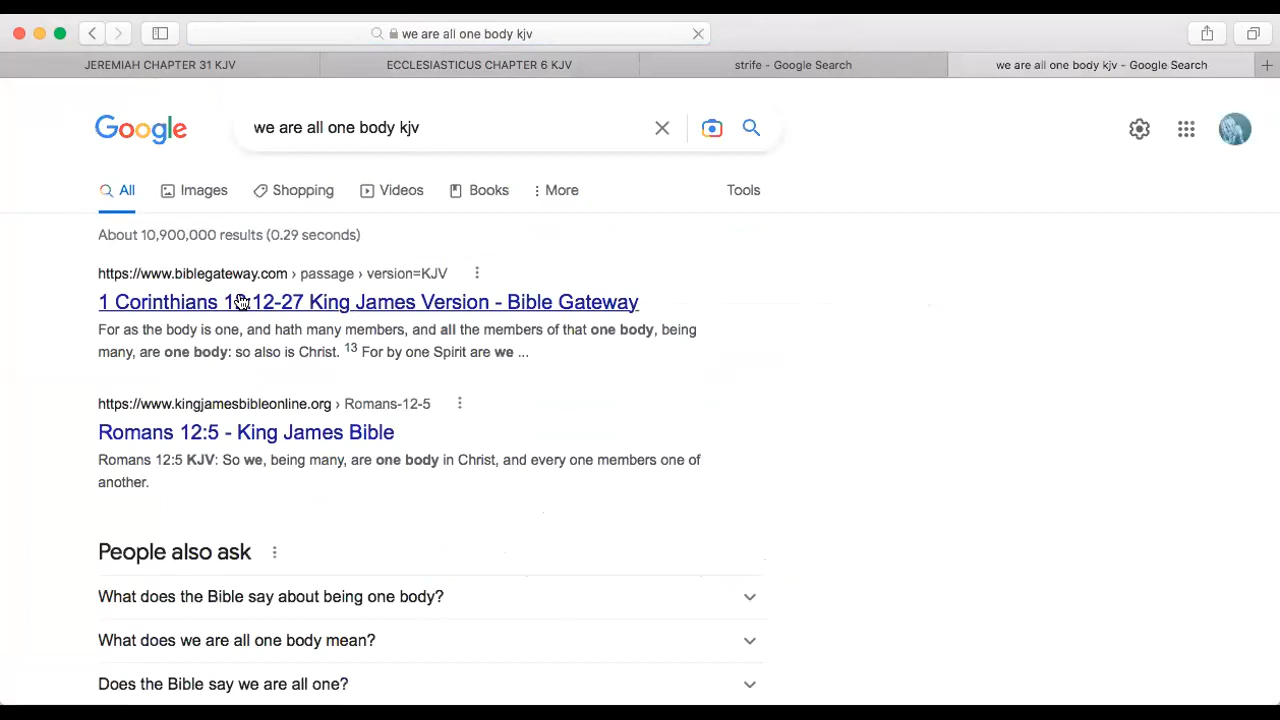 we are all one body kjv
JEREMIAH CHAPTER 31 KJV
ECCLESIASTICUS CHAPTER 6 KJV
strife - Google Search
we are all one body kjv - Google Search
Google
we are all one body kjv
All
Images
Shopping
Videos
Books
More
Tools
About 10,900,000 results (0.29 seconds)
https://www.biblegateway.com › passage › version=KJV
1 Corinthians 12:12-27 King James Version - Bible Gateway
For as the body is one, and hath many members, and all the members of that one body, being
many, are one body: so also is Christ. 13 For by one Spirit are we ...
https://www.kingjamesbibleonline.org › Romans-12-5
Romans 12:5 - King James Bible
Romans 12:5 KJV: So we, being many, are one body in Christ, and every one members one of
another.
People also ask
What does the Bible say about being one body?
What does we are all one body mean?
Does the Bible say we are all one?